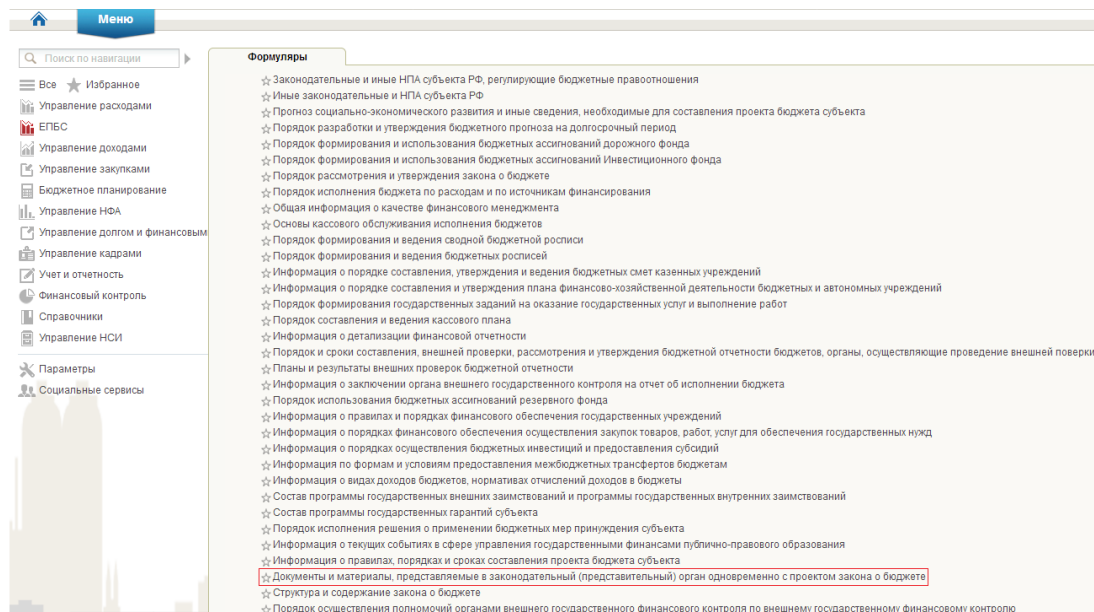 Меню
Поиск по навигации
Все Избранное
Управление расходами
ЕПБС
Управление доходами
Управление закупками
Бюджетное планирование
Управление НФА
Управление долгом и финансовым
Управление кадрами
Учет и отчетность
Финансовый контроль
Справочники
Управление НСИ
Параметры
Социальные сервисы
Формуляры
Законодательные и иные НПА субъекта РФ, регулирующие бюджетные правоотношения
Иные законодательные и НПА субъекта РФ
Прогноз социально-экономического развития и иные сведения, необходимые для составления проекта бюджета субъекта
Порядок разработки и утверждения бюджетного прогноза на долгосрочный период
Порядок формирования и использования бюджетных ассигнований дорожного фонда
Порядок формирования и использования бюджетных ассигнований Инвестиционного фонда
Порядок рассмотрения и утверждения закона о бюджете
Порядок исполнения бюджета по расходам и по источникам финансирования
Общая информация о качестве финансового менеджмента
Основы кассового обслуживания исполнения бюджетов
Порядок формирования и ведения сводной бюджетной росписи
Порядок формирования и ведения бюджетных росписей
Информация о порядке составления, утверждения и ведения бюджетных смет казенных учреждений
Информация о порядке составления и утверждения плана финансово-хозяйственной деятельности бюджетных и автономных учреждений
Порядок формирования государственных заданий на оказание государственных услуг и выполнение работ
Порядок составления и ведения кассового плана
Информация о детализации финансовой отчетности
Порядок и сроки составления, внешней проверки, рассмотрения и утверждения бюджетной отчетности бюджетов, органы, осуществляющие проведение внешней поверки
Планы и результаты внешних проверок бюджетной отчетности
Информация о заключении органа внешнего государственного контроля на отчет об исполнении бюджета
Порядок использования бюджетных ассигнований резервного фонда
Информация о правилах и порядках финансового обеспечения государственных учреждений
Информация о порядках финансового обеспечения осуществления закупок товаров, работ, услуг для обеспечения государственных нужд
Информация о порядках осуществления бюджетных инвестиций и предоставления субсидий
Информация по формам и условиям предоставления межбюджетных трансфертов бюджетам
Информация о видах доходов бюджетов, нормативах отчислений доходов в бюджеты
Состав программы государственных внешних заимствований и программы государственных внутренних заимствований
Состав программы государственных гарантий субъекта
Порядок исполнения решения о применении бюджетных мер принуждения субъекта
Информация о текущих событиях в сфере управления государственными финансами публично-правового образования
Информация о правилах, порядках и сроках составления проекта бюджета субъекта
Документы и материалы, представляемые в законодательный (представительный) орган одновременно с проектом закона о бюджете
Структура и содержание закона о бюджете
Порядок осуществления полномочий органами внешнего государственного финансового контроля по внешнему государственному финансовому контролю